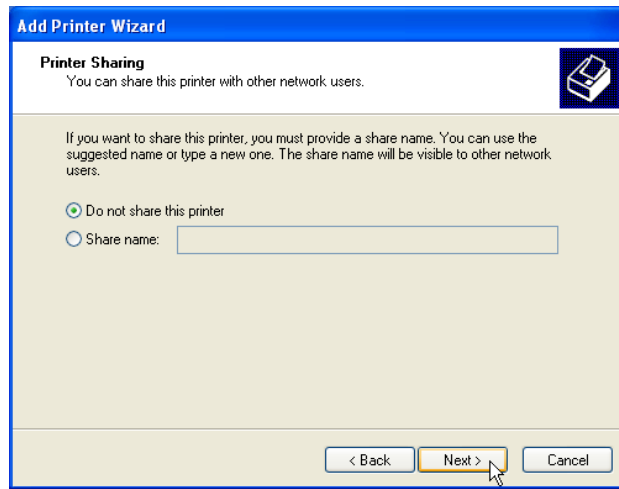 Add Printer Wizard
Printer Sharing
You can share this printer with other network users.
If you want to share this printer, you must provide a share name. You can use the
suggested name or type a new one. The share name will be visible to other network
users.
Do not share this printer
Share name:
< Back Next > Cancel